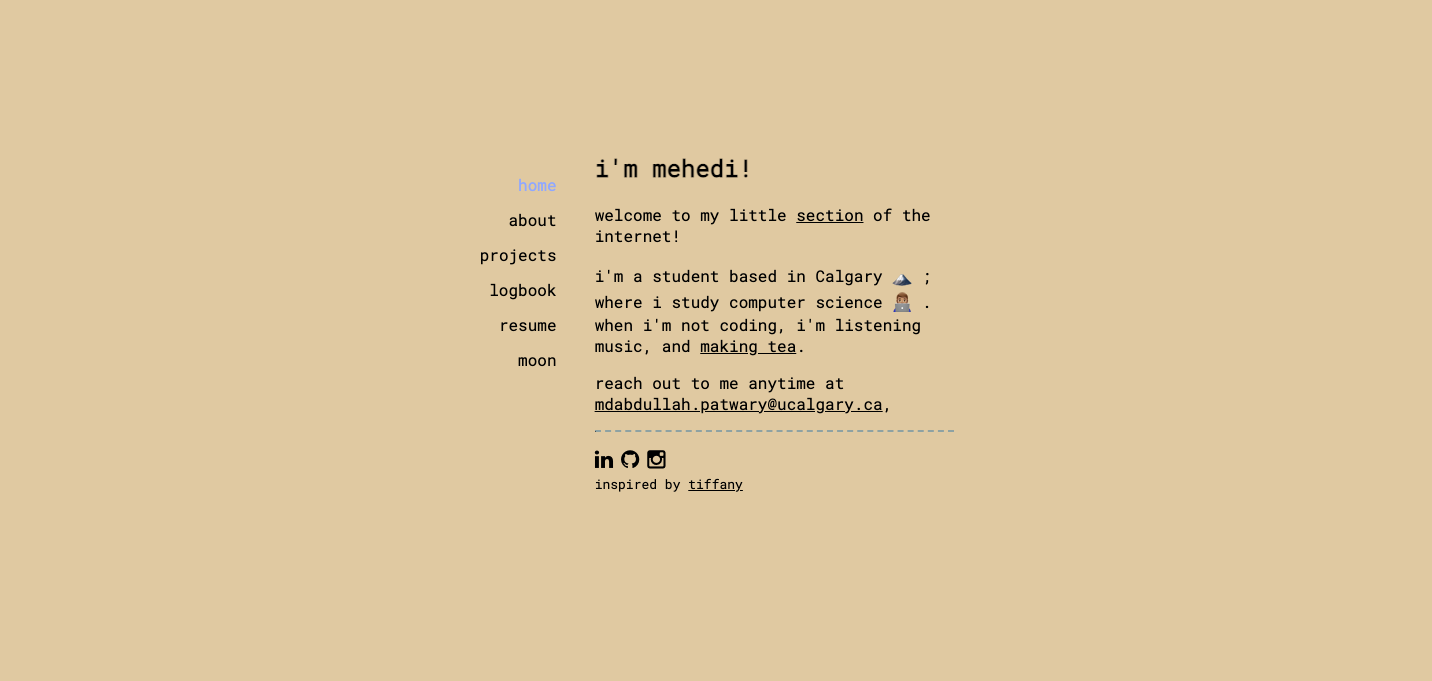 i'm mehedi!
home
about
projects
logbook
resume
moon
welcome to my little section of the
internet!
i'm a student based in Calgary 🏔️ ;
where i study computer science 👨🏽‍💻 .
when i'm not coding, i'm listening
music, and making tea.
reach out to me anytime at
mdabdullah.patwary@ucalgary.ca,
inspired by tiffany